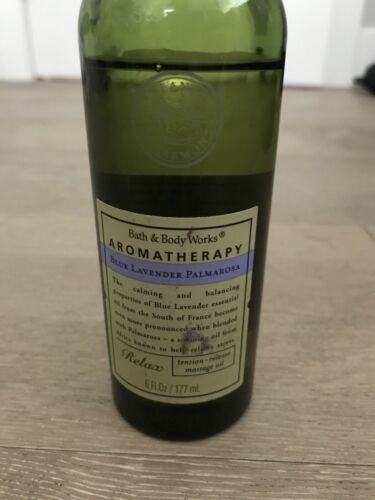 Bath & Body Works®
AROMATHERAPY
BLUE LAVENDER PALMAROSA
The calming and balancing
properties of Blue Lavender essential
oil from the South of France become
even more pronounced when blended
with Palmarosa – a soothing oil from
Africa known to help relieve stress.
Relax
tension-release
massage oil
6 Fl Oz / 177 mL